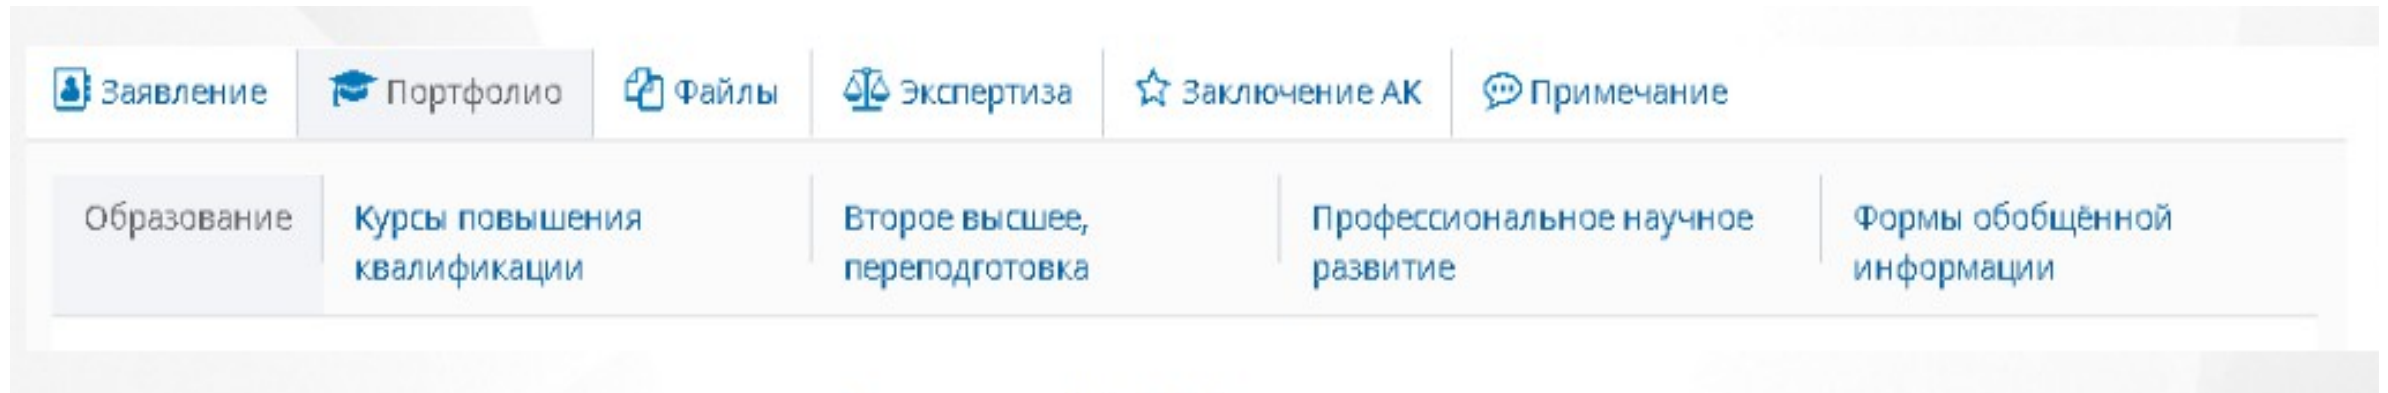 Заявление Портфолио Файлы Экспертиза Заключение АК Примечание
Образование Курсы повышения Второе высшее, Профессиональное научное Формы обобщённой
квалификации переподготовка развитие информации